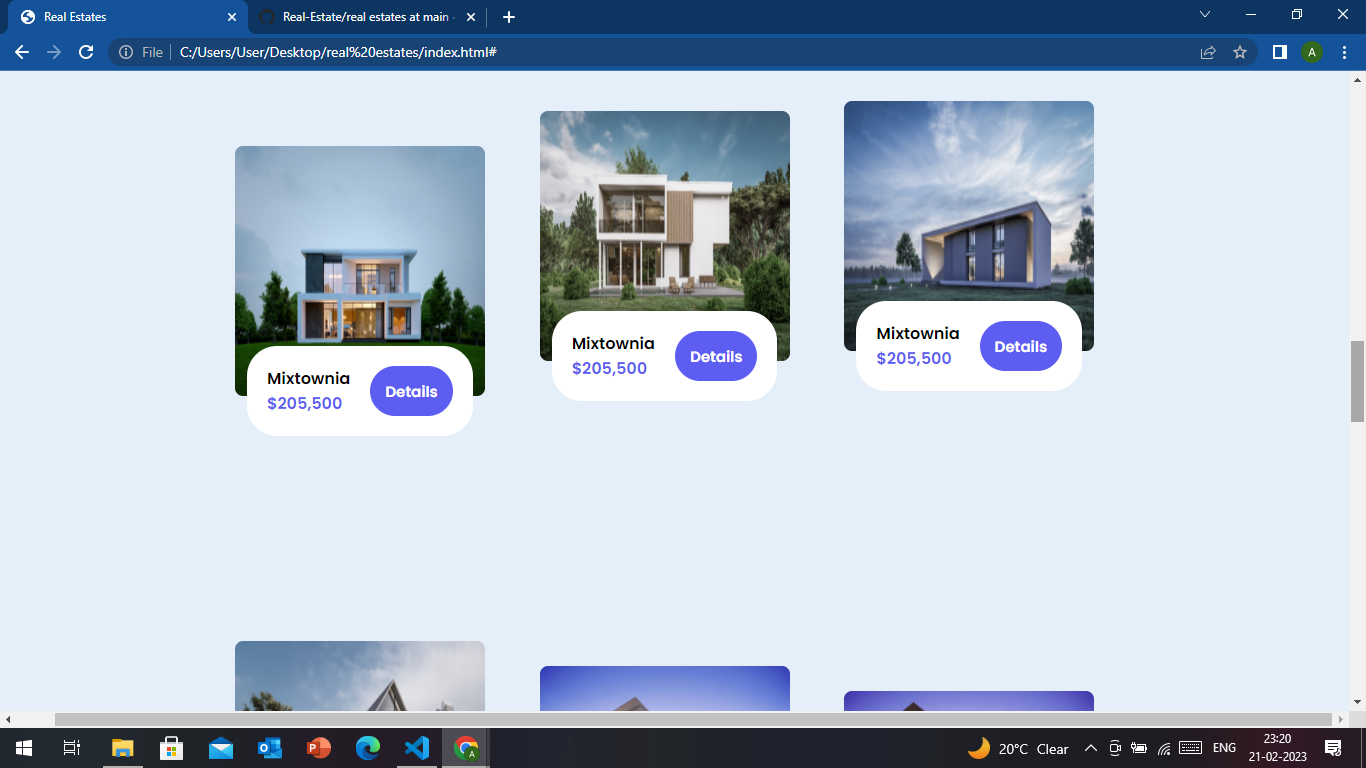 Real Estates
Real-Estate/real estates at main ·
File
C:/Users/User/Desktop/real%20estates/index.html#
A
Mixtownia
$205,500
Details
Mixtownia
$205,500
Details
Mixtownia
$205,500
Details
20°C Clear
ENG
23:20
21-02-2023